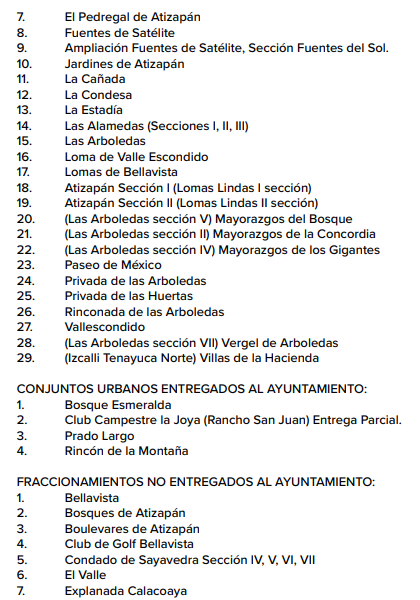 7. El Pedregal de Atizapán
8. Fuentes de Satélite
9. Ampliación Fuentes de Satélite, Sección Fuentes del Sol.
10. Jardines de Atizapán
11. La Cañada
12. La Condesa
13. La Estadía
14. Las Alamedas (Secciones I, II, III)
15. Las Arboledas
16. Loma de Valle Escondido
17. Lomas de Bellavista
18. Atizapán Sección I (Lomas Lindas I sección)
19. Atizapán Sección II (Lomas Lindas II sección)
20. (Las Arboledas sección V) Mayorazgos del Bosque
21. (Las Arboledas sección II) Mayorazgos de la Concordia
22. (Las Arboledas sección IV) Mayorazgos de los Gigantes
23. Paseo de México
24. Privada de las Arboledas
25. Privada de las Huertas
26. Rinconada de las Arboledas
27. Vallescondido
28. (Las Arboledas sección VII) Vergel de Arboledas
29. (Izcalli Tenayuca Norte) Villas de la Hacienda
CONJUNTOS URBANOS ENTREGADOS AL AYUNTAMIENTO:
1. Bosque Esmeralda
2. Club Campestre la Joya (Rancho San Juan) Entrega Parcial.
3. Prado Largo
4. Rincón de la Montaña
FRACCIONAMIENTOS NO ENTREGADOS AL AYUNTAMIENTO:
1. Bellavista
2. Bosques de Atizapán
3. Boulevares de Atizapán
4. Club de Golf Bellavista
5. Condado de Sayavedra Sección IV, V, VI, VII
6. El Valle
7. Explanada Calacoaya